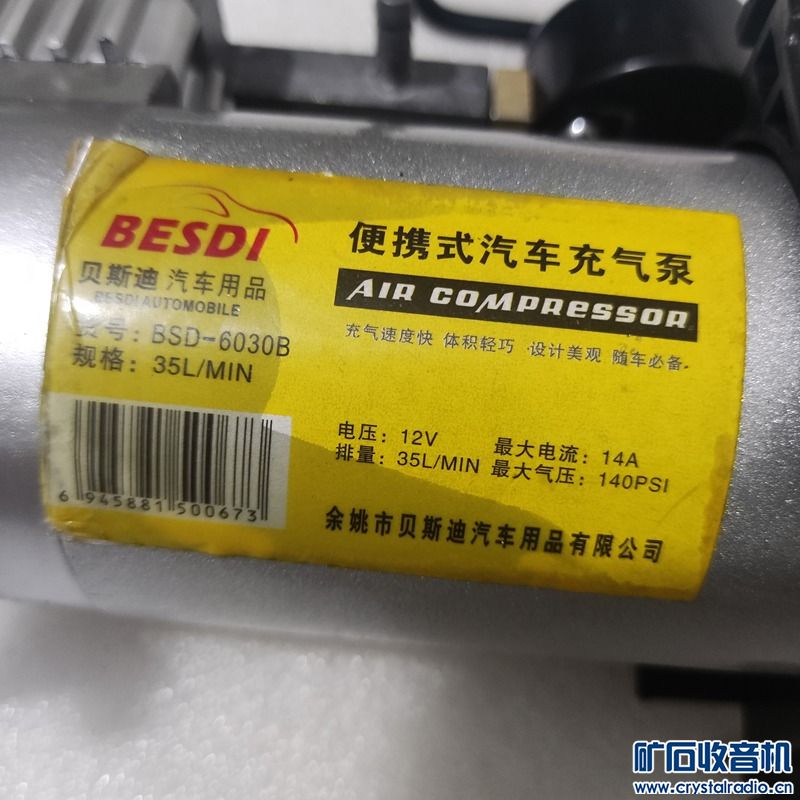 BESDI
贝斯迪 汽车用品
BESDI AUTOMOBILE
货号：BSD-6030B
规格：35L/MIN
6 945881 500673
便携式汽车充气泵
AIR COMPRESSOR
充气速度快 体积轻巧 设计美观 随车必备
电压：12V 最大电流：14A
排量：35L/MIN 最大气压：140PSI
余姚市贝斯迪汽车用品有限公司
矿石收音机
www.crystalradio.cn